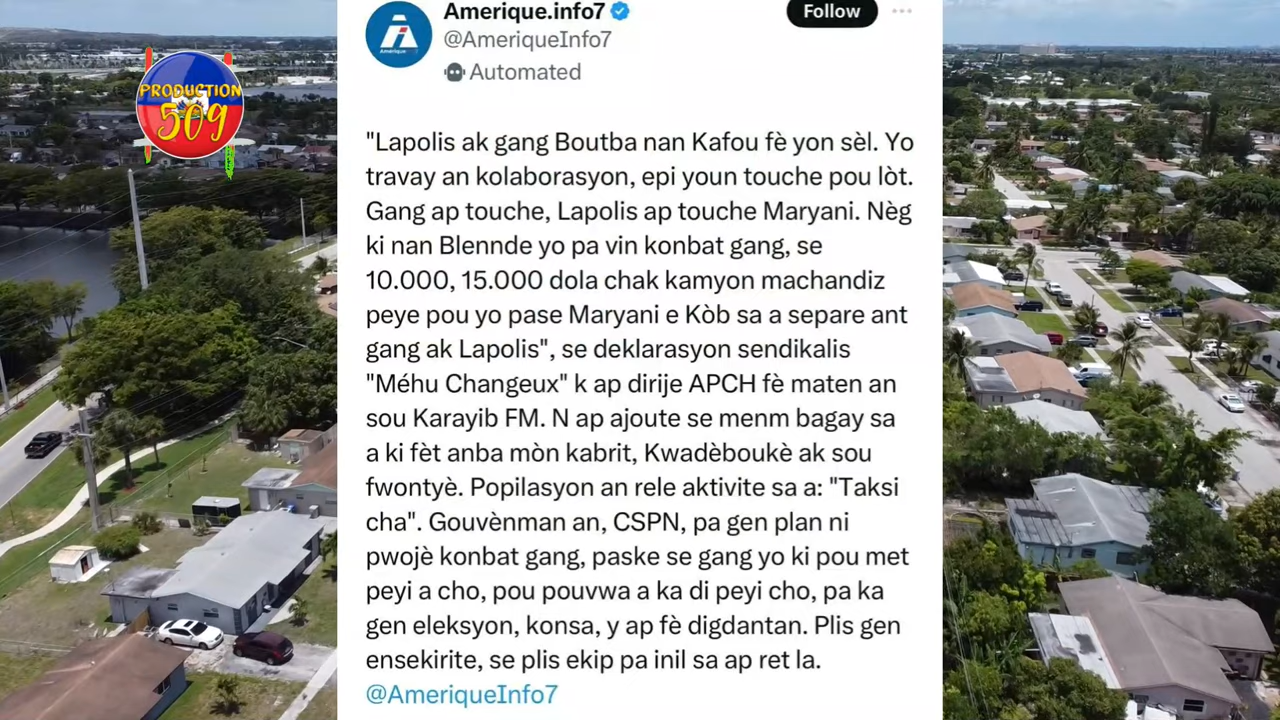 PRODUCTION
509
Amerique.info7
@AmeriqueInfo7
Automated
Follow
"Lapolis ak gang Boutba nan Kafou fè yon sèl. Yo
travay an kolaborasyon, epi youn touche pou lòt.
Gang ap touche, Lapolis ap touche Maryani. Nèg
ki nan Blennde yo pa vin konbat gang, se
10.000, 15.000 dola chak kamyon machandiz
peye pou yo pase Maryani e Kòb sa a separe ant
gang ak Lapolis", se deklarasyon sendikalis
"Méhu Changeux" k ap dirije APCH fè maten an
sou Karayib FM. N ap ajoute se menm bagay sa
a ki fèt anba mòn kabrit, Kwadèboukè ak sou
fwontyè. Popilasyon an rele aktivite sa a: "Taksi
cha". Gouvènman an, CSPN, pa gen plan ni
pwojè konbat gang, paske se gang yo ki pou met
peyi a cho, pou pouvwa a ka di peyi cho, pa ka
gen eleksyon, konsa, y ap fè digdantan. Plis gen
ensekirite, se plis ekip pa inil sa ap ret la.
@AmeriqueInfo7